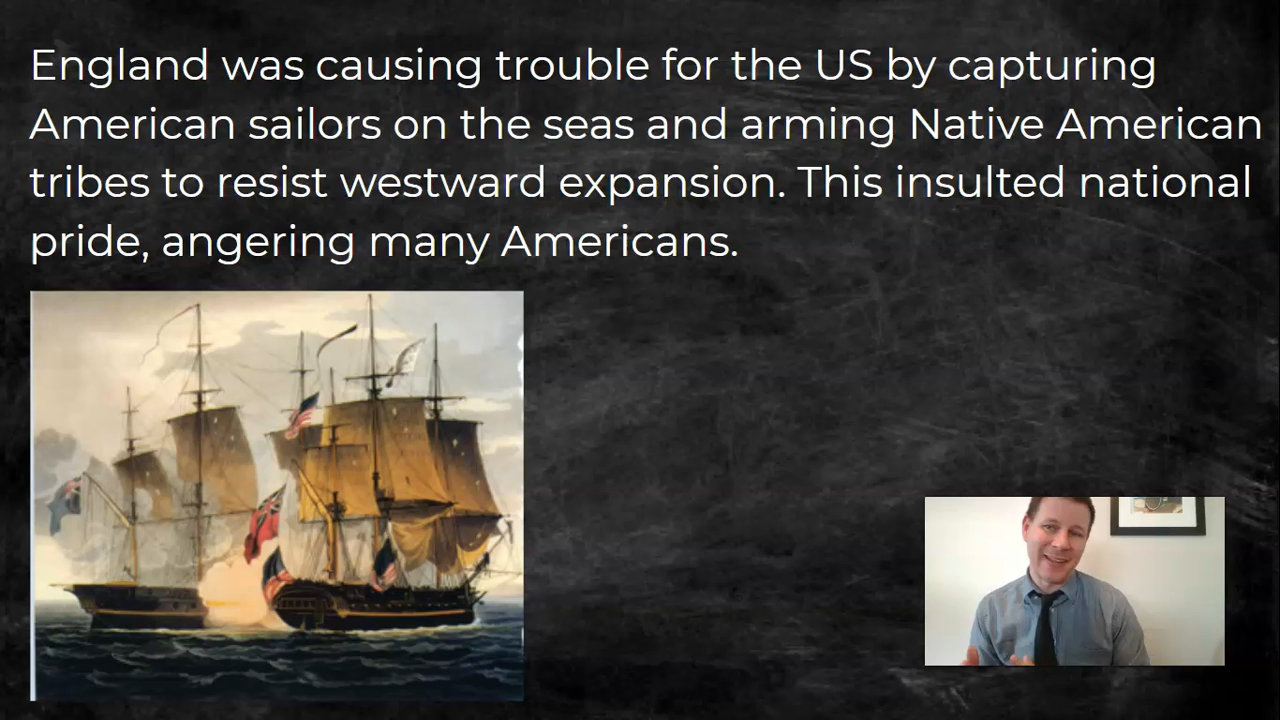 England was causing trouble for the US by capturing
American sailors on the seas and arming Native American
tribes to resist westward expansion. This insulted national
pride, angering many Americans.